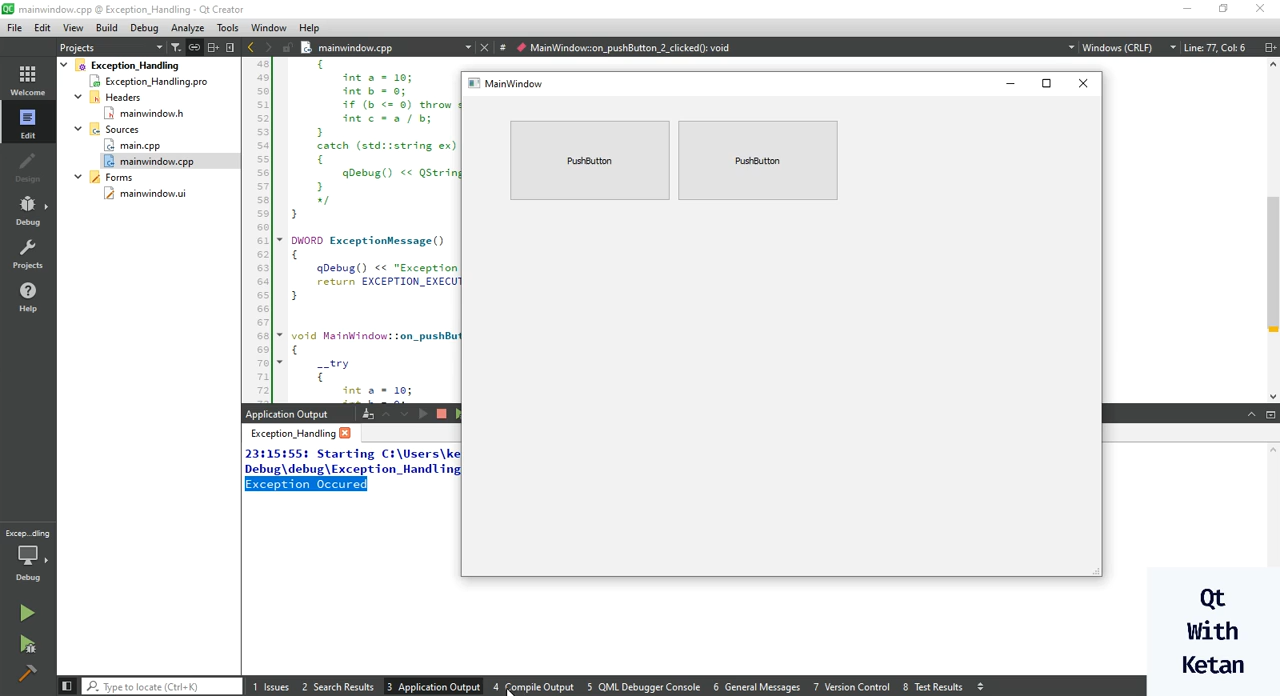 mainwindow.cpp @ Exception_Handling - Qt Creator
File Edit View Build Debug Analyze Tools Window Help
Projects mainwindow.cpp # MainWindow::on_pushButton_2_clicked(): void Windows (CRLF) Line: 77, Col: 6
Welcome
Edit
Design
Debug
Projects
Help
Excep...dling
Debug
Exception_Handling
Exception_Handling.pro
Headers
mainwindow.h
Sources
main.cpp
mainwindow.cpp
Forms
mainwindow.ui
48 {
49 int a = 10;
50 int b = 0;
51 if (b <= 0) throw s
52 int c = a / b;
53 }
54 catch (std::string ex)
55 {
56 qDebug() << QString
57 }
58 */
59 }
60
61 DWORD ExceptionMessage()
62 {
63 qDebug() << "Exception
64 return EXCEPTION_EXECUT
65 }
66
67
68 void MainWindow::on_pushBut
69 {
70 __try
71 {
72 int a = 10;
MainWindow
PushButton PushButton
Application Output
Exception_Handling
23:15:55: Starting C:\Users\ke
Debug\debug\Exception_Handling
Exception Occured
Qt
With
Ketan
Type to locate (Ctrl+K) 1 Issues 2 Search Results 3 Application Output 4 Compile Output 5 QML Debugger Console 6 General Messages 7 Version Control 8 Test Results